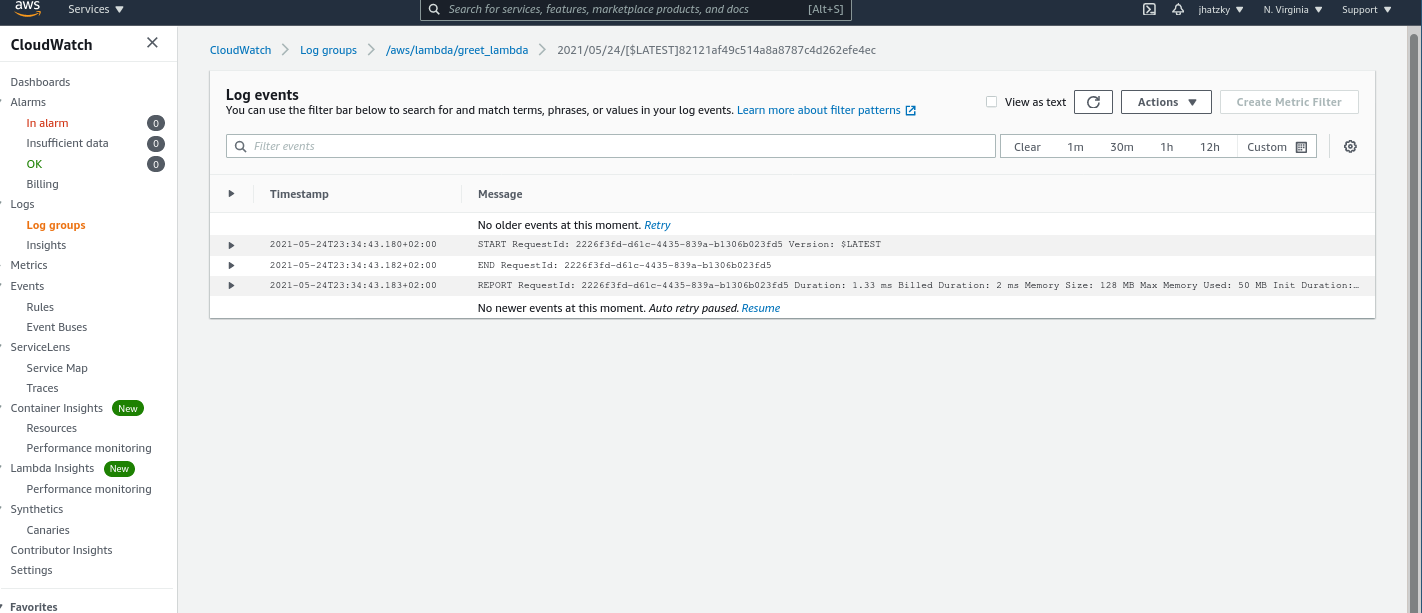 aws
Services
Search for services, features, marketplace products, and docs [Alt+S]
jhatzky
N. Virginia
Support
CloudWatch
Dashboards
Alarms
In alarm 0
Insufficient data 0
OK 0
Billing
Logs
Log groups
Insights
Metrics
Events
Rules
Event Buses
ServiceLens
Service Map
Traces
Container Insights New
Resources
Performance monitoring
Lambda Insights New
Performance monitoring
Synthetics
Canaries
Contributor Insights
Settings
Favorites
CloudWatch Log groups /aws/lambda/greet_lambda 2021/05/24/[$LATEST]82121af49c514a8a8787c4d262efe4ec
Log events
You can use the filter bar below to search for and match terms, phrases, or values in your log events. Learn more about filter patterns
View as text
Actions
Create Metric Filter
Filter events
Clear 1m 30m 1h 12h Custom
Timestamp Message
No older events at this moment. Retry
2021-05-24T23:34:43.180+02:00 START RequestId: 2226f3fd-d61c-4435-839a-b1306b023fd5 Version: $LATEST
2021-05-24T23:34:43.182+02:00 END RequestId: 2226f3fd-d61c-4435-839a-b1306b023fd5
2021-05-24T23:34:43.183+02:00 REPORT RequestId: 2226f3fd-d61c-4435-839a-b1306b023fd5 Duration: 1.33 ms Billed Duration: 2 ms Memory Size: 128 MB Max Memory Used: 50 MB Init Duration:…
No newer events at this moment. Auto retry paused. Resume